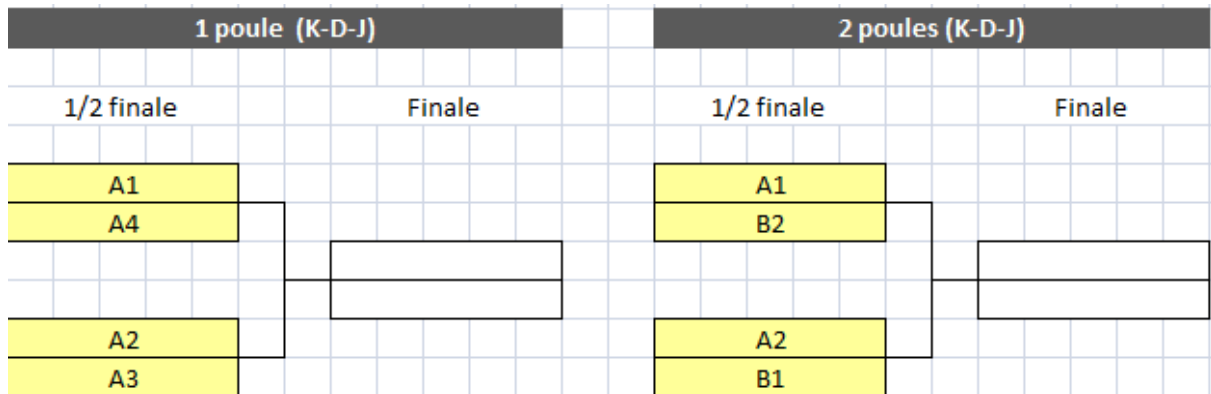 1 poule (K-D-J)
2 poules (K-D-J)
1/2 finale
Finale
1/2 finale
Finale
A1
A4
A1
B2
A2
A3
A2
B1